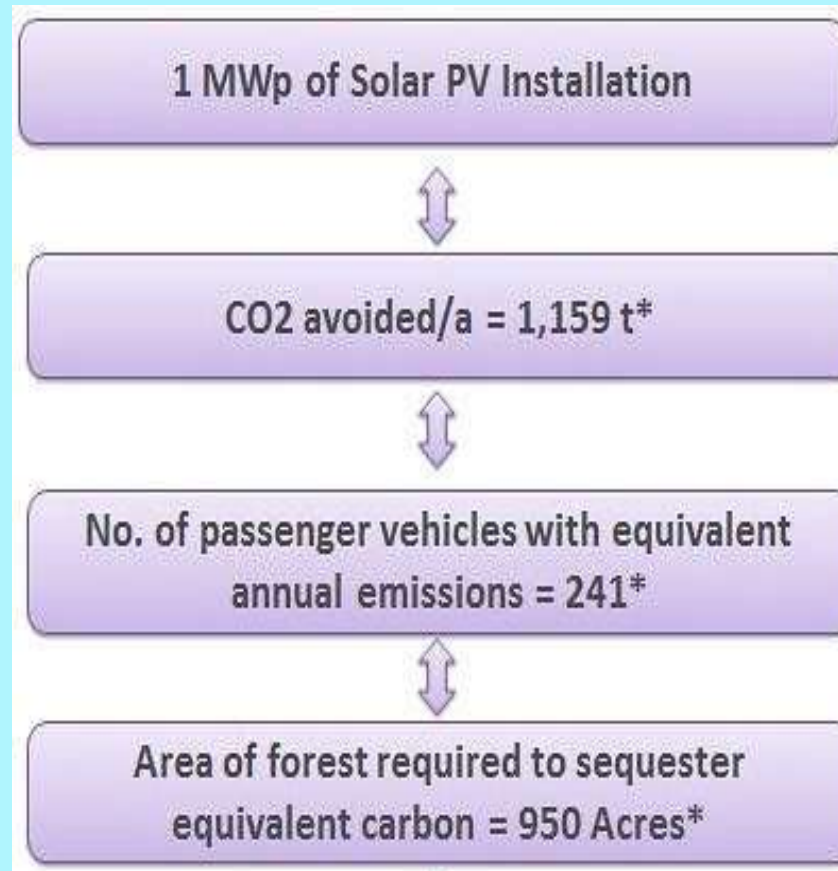 1 MWp of Solar PV Installation
CO2 avoided/a = 1,159 t*
No. of passenger vehicles with equivalent
annual emissions = 241*
Area of forest required to sequester
equivalent carbon = 950 Acres*